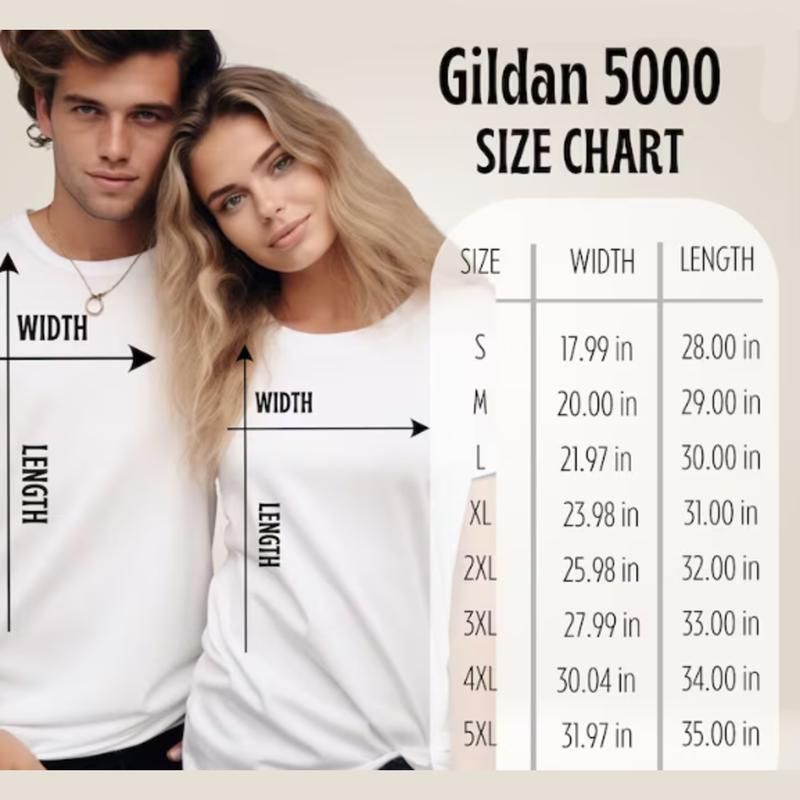 Gildan 5000
SIZE CHART
SIZE WIDTH LENGTH
S 17.99 in 28.00 in
M 20.00 in 29.00 in
L 21.97 in 30.00 in
XL 23.98 in 31.00 in
2XL 25.98 in 32.00 in
3XL 27.99 in 33.00 in
4XL 30.04 in 34.00 in
5XL 31.97 in 35.00 in
WIDTH
LENGTH
WIDTH
LENGTH